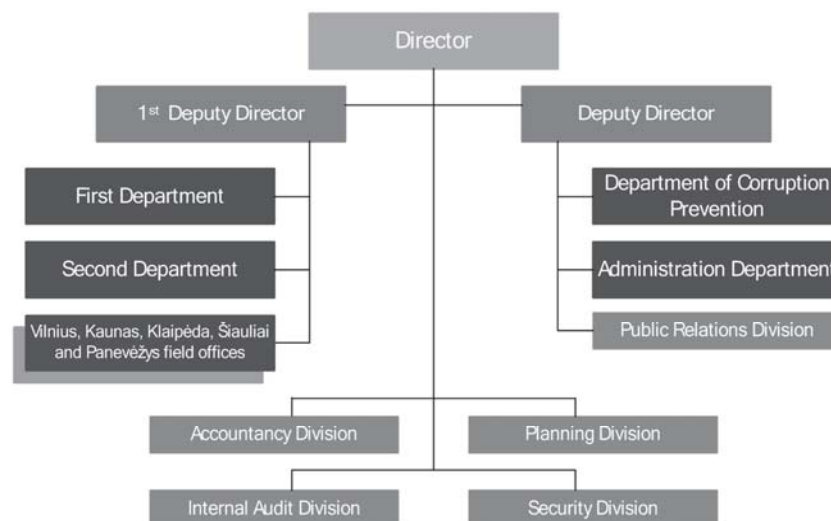 Director
1st Deputy Director
Deputy Director
First Department
Department of Corruption
Prevention
Second Department
Administration Department
Vilnius, Kaunas, Klaipėda, Šiauliai
and Panevėžys field offices
Public Relations Division
Accountancy Division
Planning Division
Internal Audit Division
Security Division